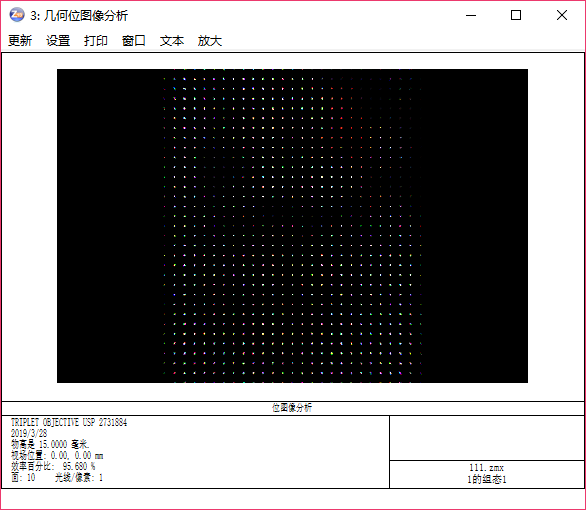 3: 几何位图像分析
更新 设置 打印 窗口 文本 放大
位图像分析
TRIPLET OBJECTIVE USP 2731884
2019/3/28
物高是 15.0000 毫米.
视场位置: 0.00, 0.00 mm
效率百分比: 95.680 %
面: 10 光线/像素: 1
111.zmx
1的组态1